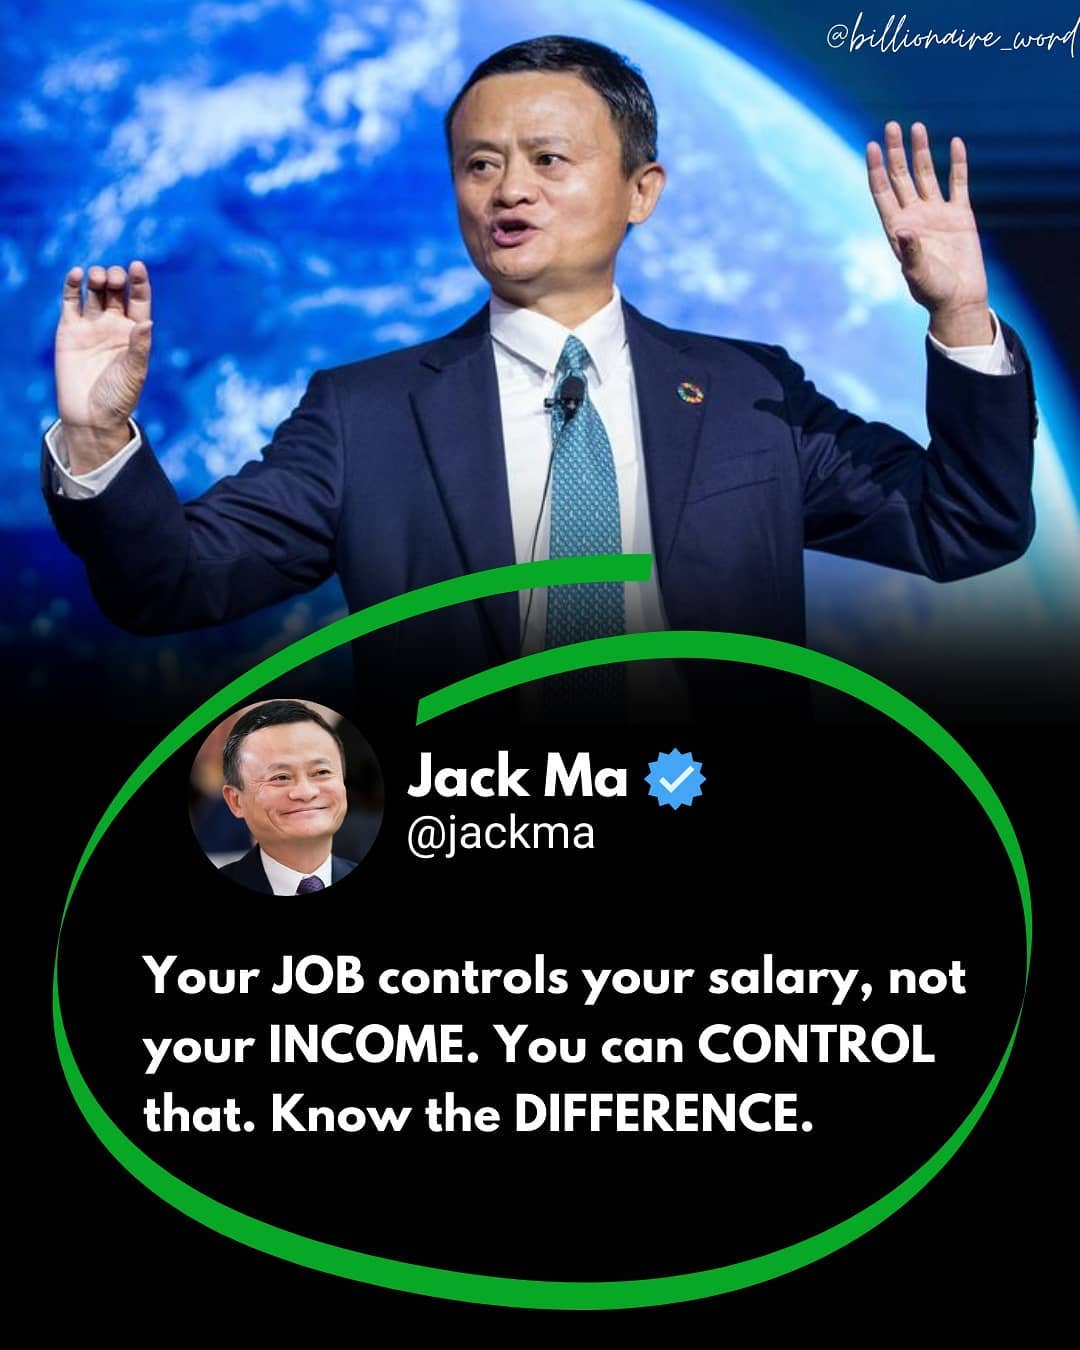 @billionaire_word
Jack Ma
@jackma
Your JOB controls your salary, not
your INCOME. You can CONTROL
that. Know the DIFFERENCE.